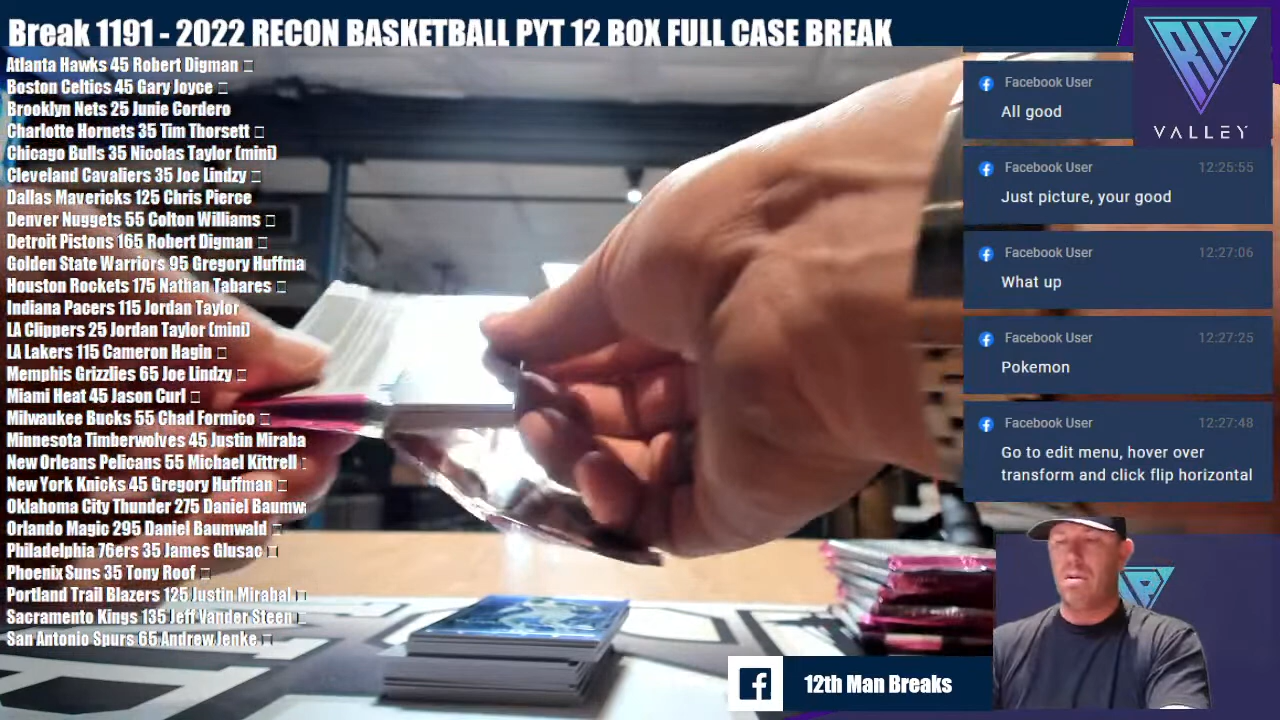 Break 1191 - 2022 RECON BASKETBALL PYT 12 BOX FULL CASE BREAK
Atlanta Hawks 45 Robert Digman
Boston Celtics 45 Gary Joyce
Brooklyn Nets 25 Junie Cordero
Charlotte Hornets 35 Tim Thorsett
Chicago Bulls 35 Nicolas Taylor (mini)
Cleveland Cavaliers 35 Joe Lindzy
Dallas Mavericks 125 Chris Pierce
Denver Nuggets 55 Colton Williams
Detroit Pistons 165 Robert Digman
Golden State Warriors 95 Gregory Huffma
Houston Rockets 175 Nathan Tabares
Indiana Pacers 115 Jordan Taylor
LA Clippers 25 Jordan Taylor (mini)
LA Lakers 115 Cameron Hagin
Memphis Grizzlies 65 Joe Lindzy
Miami Heat 45 Jason Curl
Milwaukee Bucks 55 Chad Formico
Minnesota Timberwolves 45 Justin Miraba
New Orleans Pelicans 55 Michael Kittrell
New York Knicks 45 Gregory Huffman
Oklahoma City Thunder 275 Daniel Baumw
Orlando Magic 295 Daniel Baumwald
Philadelphia 76ers 35 James Glusac
Phoenix Suns 35 Tony Roof
Portland Trail Blazers 125 Justin Mirabal
Sacramento Kings 135 Jeff Vander Steen
San Antonio Spurs 65 Andrew Jenke
RIP
VALLEY
Facebook User
All good
Facebook User 12:25:55
Just picture, your good
Facebook User 12:27:06
What up
Facebook User 12:27:25
Pokemon
Facebook User 12:27:48
Go to edit menu, hover over
transform and click flip horizontal
12th Man Breaks